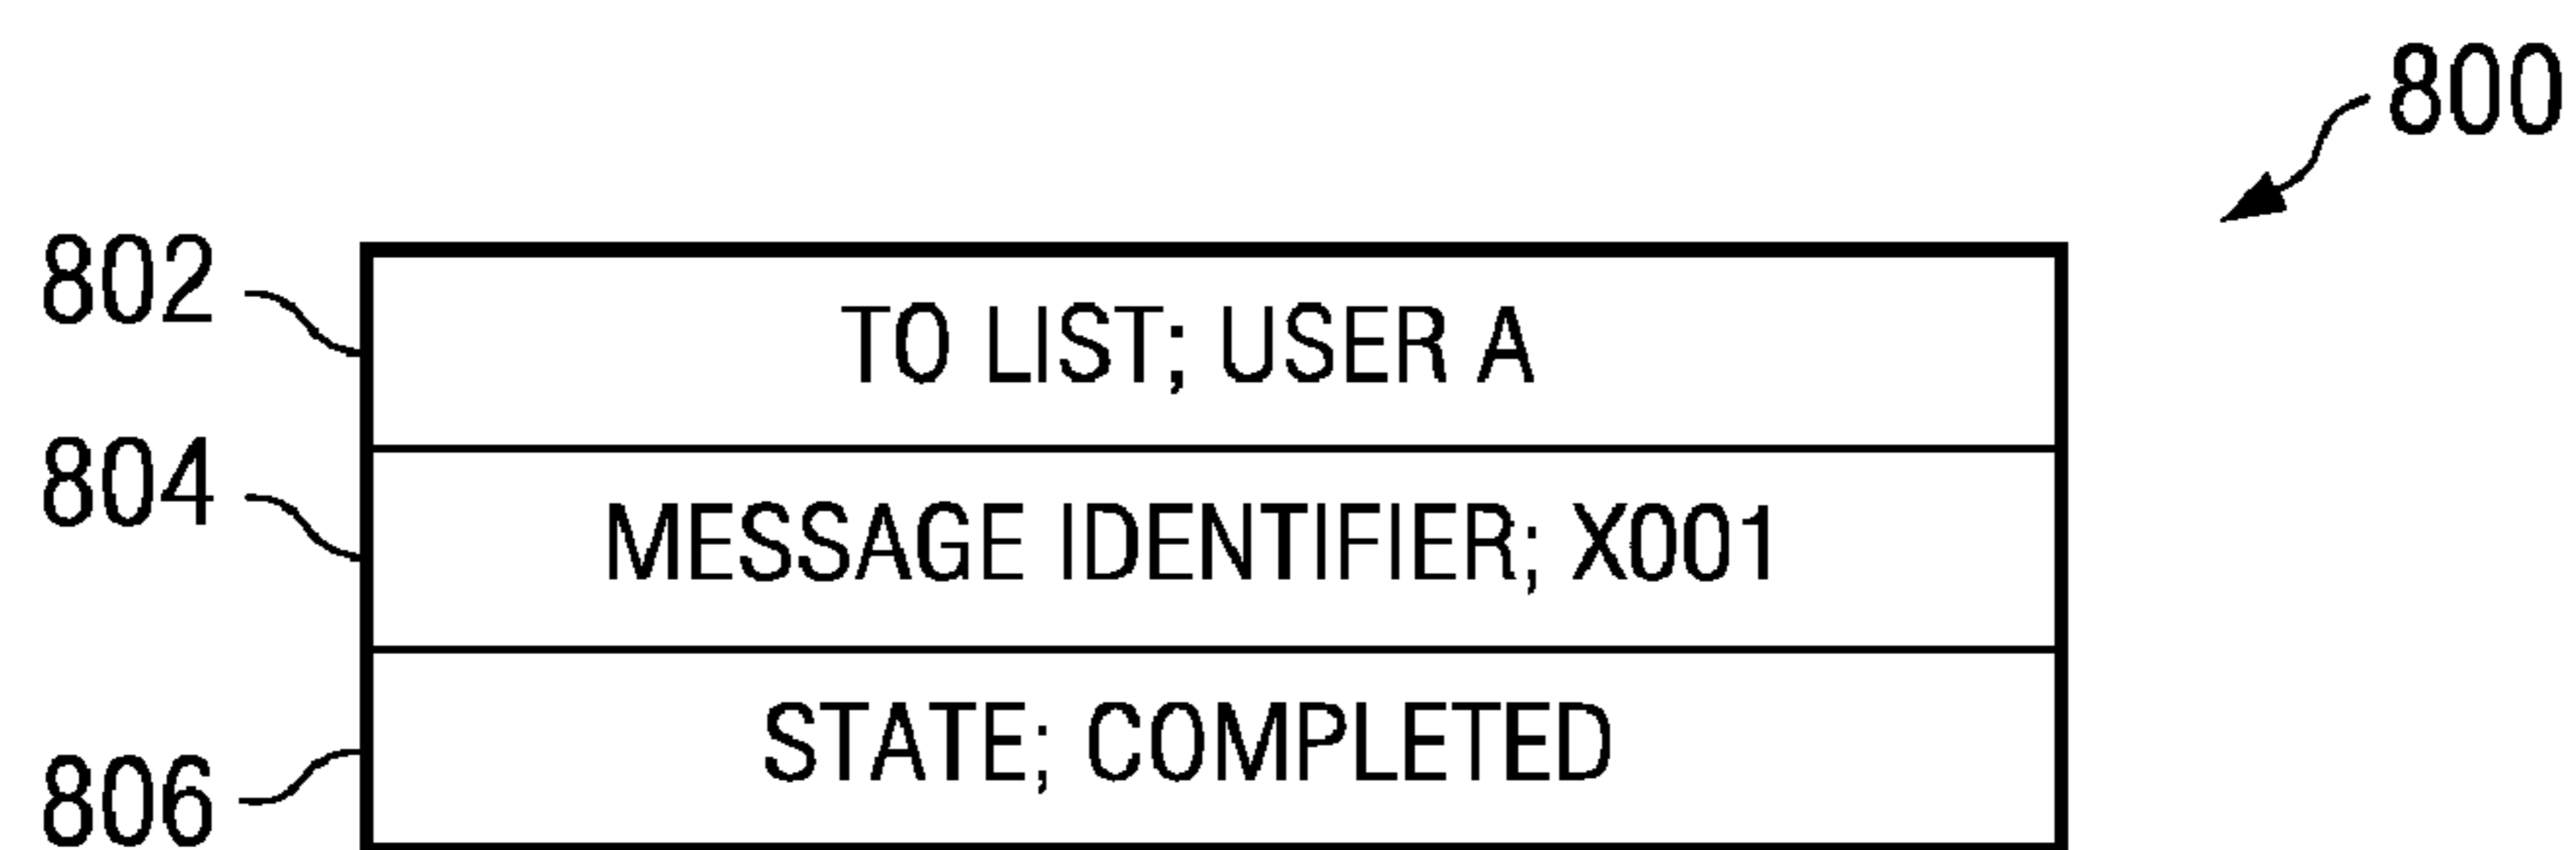 800
802 TO LIST; USER A
804 MESSAGE IDENTIFIER; X001
806 STATE; COMPLETED